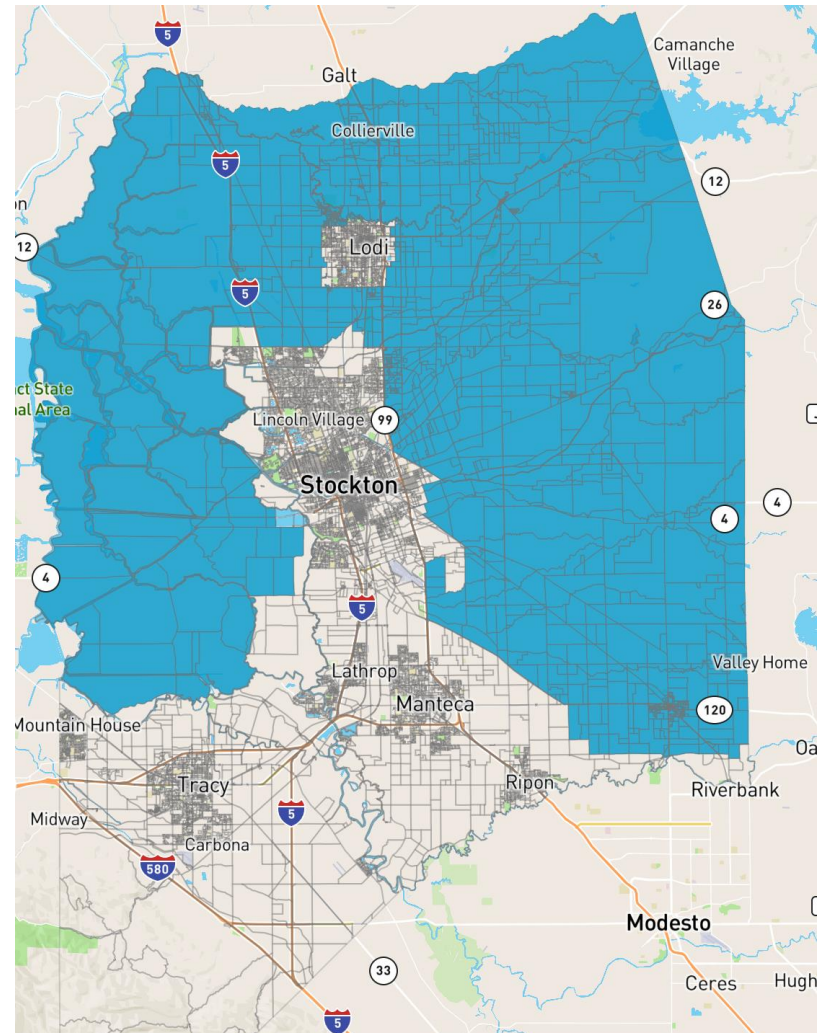 5
Camanche
Village
Galt
Collierville
5
12
on
Lodi
12
5
26
ct State
nal Area
Lincoln Village
99
Stockton
4
4
4
5
Lathrop
Valley Home
Manteca
120
Mountain House
Oa
Tracy
Ripon
Riverbank
Midway
5
Carbona
580
Modesto
33
Ceres
Hugh
5